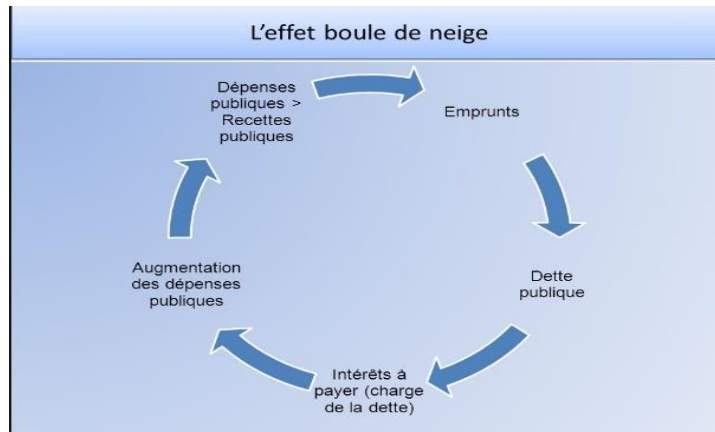 L'effet boule de neige
Dépenses
publiques >
Recettes
publiques
Emprunts
Dette
publique
Intérêts à
payer (charge
de la dette)
Augmentation
des dépenses
publiques